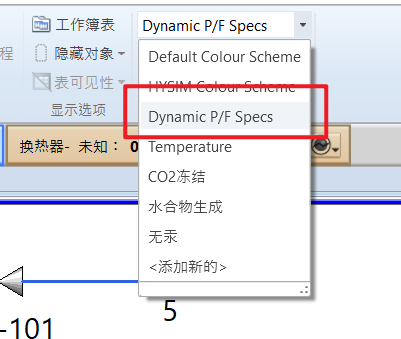 工作簿表
Dynamic P/F Specs
程
隐藏对象
表可见性
显示选项
Default Colour Scheme
HYSIM Colour Scheme
Dynamic P/F Specs
Temperature
CO2冻结
水合物生成
无汞
<添加新的>
换热器- 未知： 0
5
-101